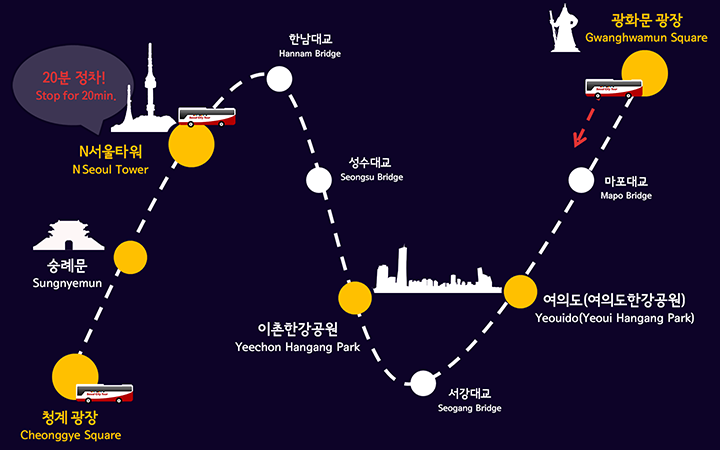 한남대교
Hannam Bridge
광화문 광장
Gwanghwamun Square
20분 정차!
Stop for 20min.
N서울타워
N Seoul Tower
성수대교
Seongsu Bridge
마포대교
Mapo Bridge
숭례문
Sungnyemun
이촌한강공원
Yeechon Hangang Park
여의도(여의도한강공원)
Yeouido(Yeoui Hangang Park)
서강대교
Seogang Bridge
청계 광장
Cheonggye Square